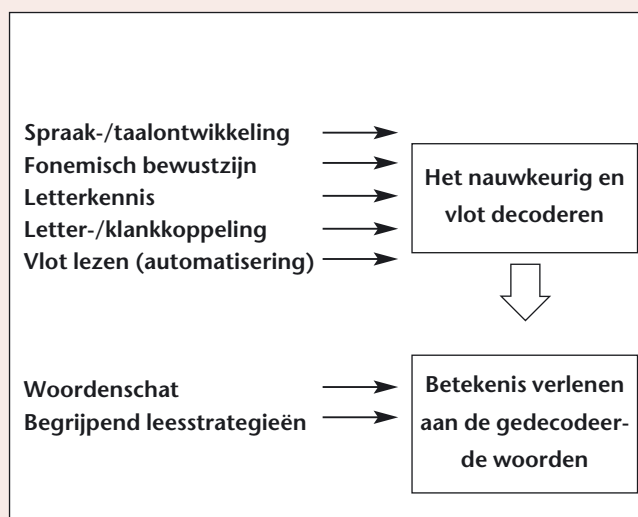 Spraak-/taalontwikkeling
Fonemisch bewustzijn
Letterkennis
Letter-/klankkoppeling
Vlot lezen (automatisering)
Het nauwkeurig en
vlot decoderen
Woordenschat
Begrijpend leesstrategieën
Betekenis verlenen
aan de gedecodeer-
de woorden